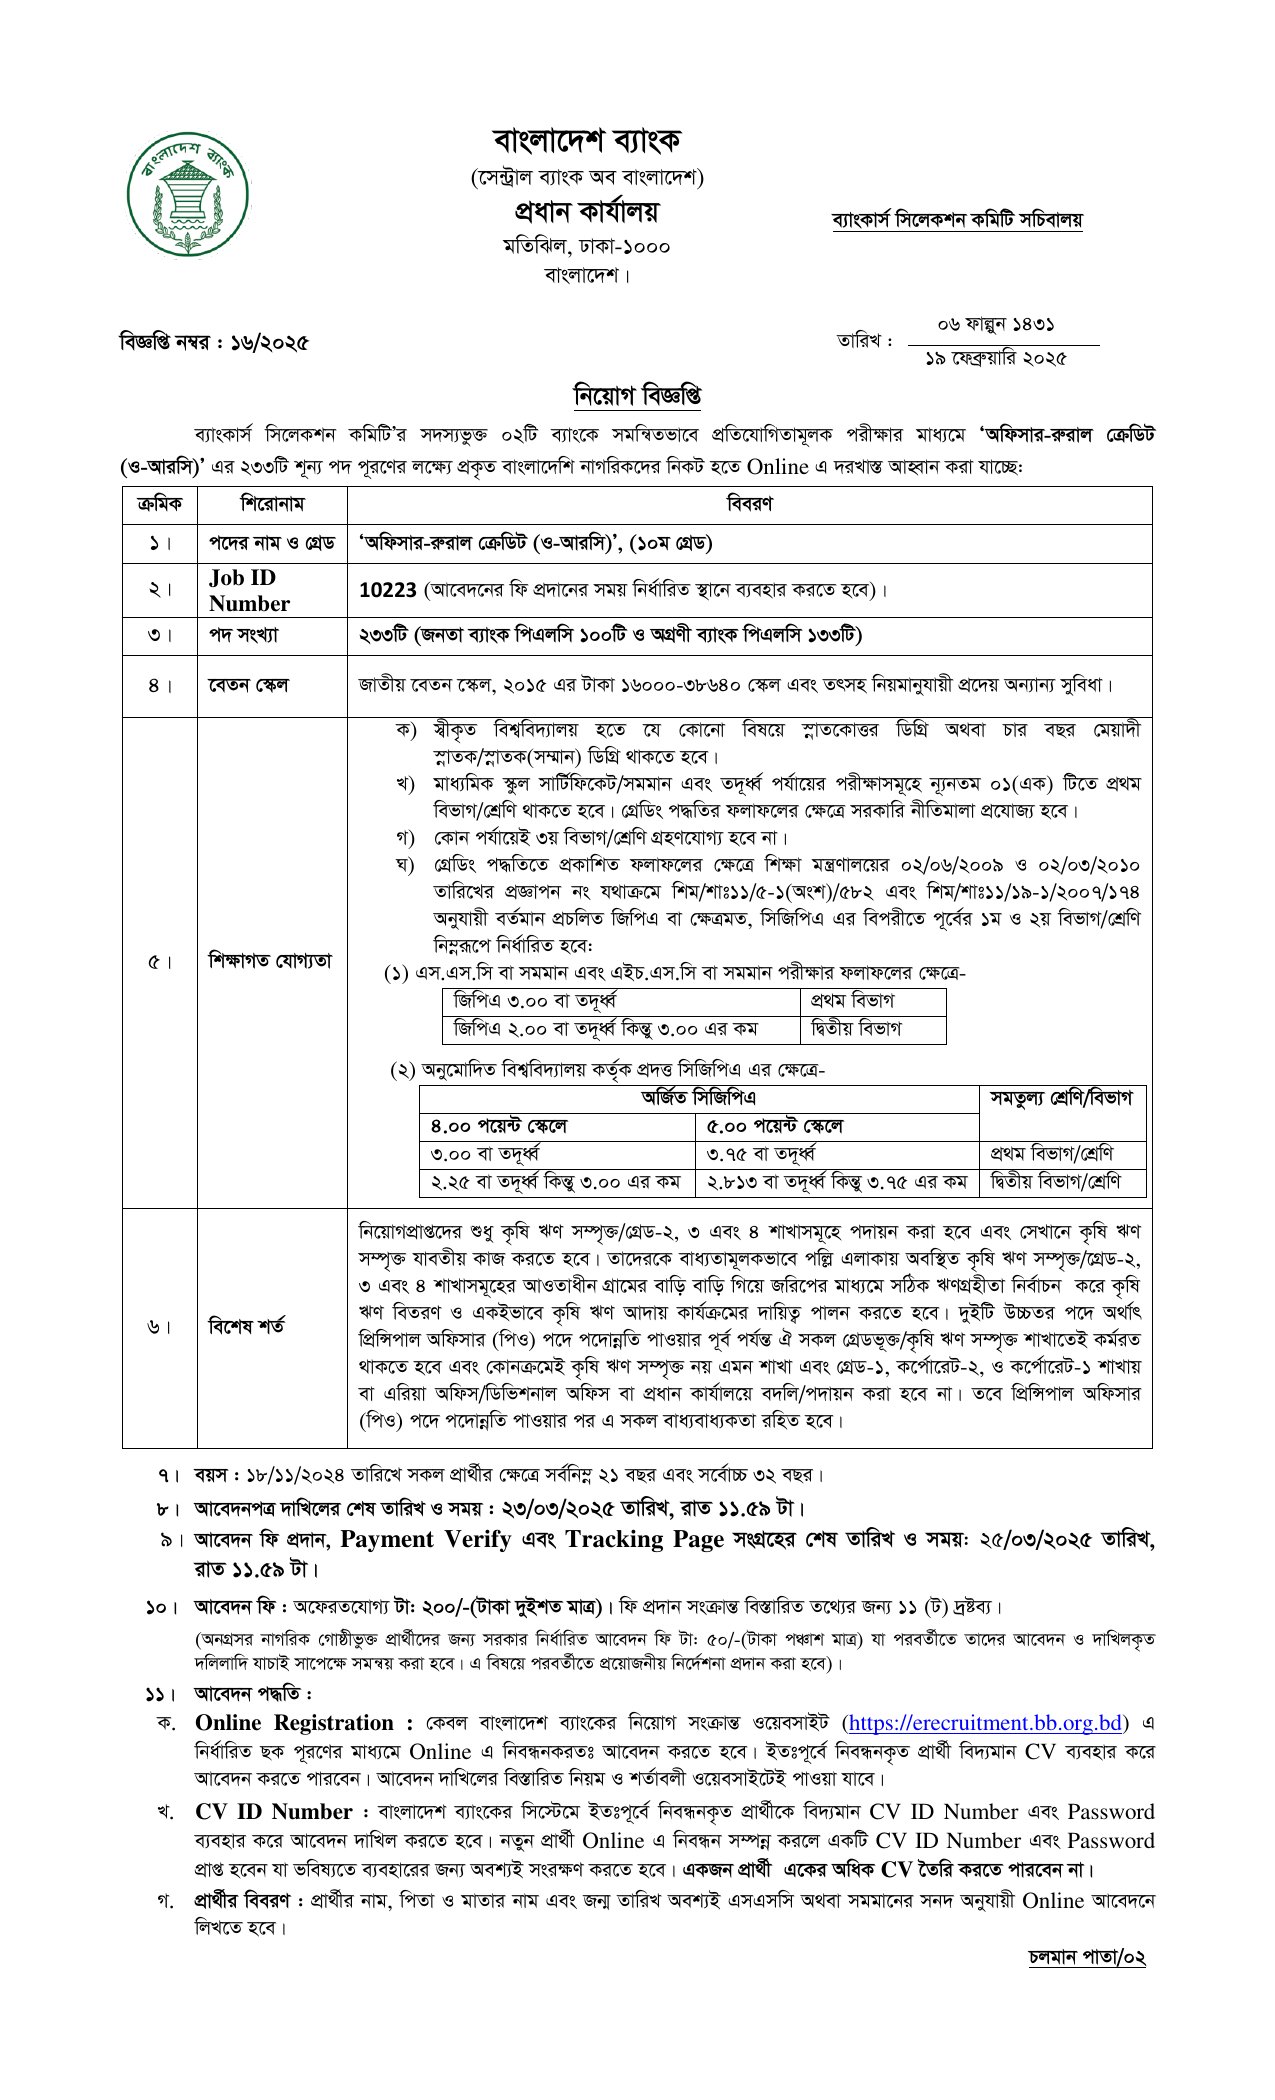 বাংলাদেশ ব্যাংক
বাংলাদেশ ব্যাংক
(সেন্ট্রাল ব্যাংক অব বাংলাদেশ)
প্রধান কার্যালয়
মতিঝিল, ঢাকা-১০০০
বাংলাদেশ।
ব্যাংকার্স সিলেকশন কমিটি সচিবালয়
বিজ্ঞপ্তি নম্বর : ১৬/২০২৫
তারিখ :
০৬ ফাল্গুন ১৪৩১
১৯ ফেব্রুয়ারি ২০২৫
নিয়োগ বিজ্ঞপ্তি
ব্যাংকার্স সিলেকশন কমিটি’র সদস্যভুক্ত ০২টি ব্যাংকে সমন্বিতভাবে প্রতিযোগিতামূলক পরীক্ষার মাধ্যমে ‘অফিসার-রুরাল ক্রেডিট
(ও-আরসি)’ এর ২৩৩টি শূন্য পদ পূরণের লক্ষ্যে প্রকৃত বাংলাদেশি নাগরিকদের নিকট হতে Online এ দরখাস্ত আহ্বান করা যাচ্ছে:
ক্রমিক শিরোনাম বিবরণ
১। পদের নাম ও গ্রেড ‘অফিসার-রুরাল ক্রেডিট (ও-আরসি)’, (১০ম গ্রেড)
২। Job ID Number 10223 (আবেদনের ফি প্রদানের সময় নির্ধারিত স্থানে ব্যবহার করতে হবে)।
৩। পদ সংখ্যা ২৩৩টি (জনতা ব্যাংক পিএলসি ১০০টি ও অগ্রণী ব্যাংক পিএলসি ১৩৩টি)
৪। বেতন স্কেল জাতীয় বেতন স্কেল, ২০১৫ এর টাকা ১৬০০০-৩৮৬৪০ স্কেল এবং তৎসহ নিয়মানুযায়ী প্রদেয় অন্যান্য সুবিধা।
৫। শিক্ষাগত যোগ্যতা
ক) স্বীকৃত বিশ্ববিদ্যালয় হতে যে কোনো বিষয়ে স্নাতকোত্তর ডিগ্রি অথবা চার বছর মেয়াদী
স্নাতক/স্নাতক(সম্মান) ডিগ্রি থাকতে হবে।
খ) মাধ্যমিক স্কুল সার্টিফিকেট/সমমান এবং তদূর্ধ্ব পর্যায়ের পরীক্ষাসমূহে ন্যূনতম ০১(এক) টিতে প্রথম
বিভাগ/শ্রেণি থাকতে হবে। গ্রেডিং পদ্ধতির ফলাফলের ক্ষেত্রে সরকারি নীতিমালা প্রযোজ্য হবে।
গ) কোন পর্যায়েই ৩য় বিভাগ/শ্রেণি গ্রহণযোগ্য হবে না।
ঘ) গ্রেডিং পদ্ধতিতে প্রকাশিত ফলাফলের ক্ষেত্রে শিক্ষা মন্ত্রণালয়ের ০২/০৬/২০০৯ ও ০২/০৩/২০১০
তারিখের প্রজ্ঞাপন নং যথাক্রমে শিম/শাঃ১১/৫-১(অংশ)/৫৮২ এবং শিম/শাঃ১১/১৯-১/২০০৭/১৭৪
অনুযায়ী বর্তমান প্রচলিত জিপিএ বা ক্ষেত্রমত, সিজিপিএ এর বিপরীতে পূর্বের ১ম ও ২য় বিভাগ/শ্রেণি
নিম্নরূপে নির্ধারিত হবে:
(১) এস.এস.সি বা সমমান এবং এইচ.এস.সি বা সমমান পরীক্ষার ফলাফলের ক্ষেত্রে-
জিপিএ ৩.০০ বা তদূর্ধ্ব প্রথম বিভাগ
জিপিএ ২.০০ বা তদূর্ধ্ব কিন্তু ৩.০০ এর কম দ্বিতীয় বিভাগ
(২) অনুমোদিত বিশ্ববিদ্যালয় কর্তৃক প্রদত্ত সিজিপিএ এর ক্ষেত্রে-
অর্জিত সিজিপিএ সমতুল্য শ্রেণি/বিভাগ
৪.০০ পয়েন্ট স্কেলে ৫.০০ পয়েন্ট স্কেলে
৩.০০ বা তদূর্ধ্ব ৩.৭৫ বা তদূর্ধ্ব প্রথম বিভাগ/শ্রেণি
২.২৫ বা তদূর্ধ্ব কিন্তু ৩.০০ এর কম ২.৮১৩ বা তদূর্ধ্ব কিন্তু ৩.৭৫ এর কম দ্বিতীয় বিভাগ/শ্রেণি
৬। বিশেষ শর্ত
নিয়োগপ্রাপ্তদের শুধু কৃষি ঋণ সম্পৃক্ত/গ্রেড-২, ৩ এবং ৪ শাখাসমূহে পদায়ন করা হবে এবং সেখানে কৃষি ঋণ
সম্পৃক্ত যাবতীয় কাজ করতে হবে। তাদেরকে বাধ্যতামূলকভাবে পল্লি এলাকায় অবস্থিত কৃষি ঋণ সম্পৃক্ত/গ্রেড-২,
৩ এবং ৪ শাখাসমূহের আওতাধীন গ্রামের বাড়ি বাড়ি গিয়ে জরিপের মাধ্যমে সঠিক ঋণগ্রহীতা নির্বাচন করে কৃষি
ঋণ বিতরণ ও একইভাবে কৃষি ঋণ আদায় কার্যক্রমের দায়িত্ব পালন করতে হবে। দুইটি উচ্চতর পদে অর্থাৎ
প্রিন্সিপাল অফিসার (পিও) পদে পদোন্নতি পাওয়ার পূর্ব পর্যন্ত ঐ সকল গ্রেডভূক্ত/কৃষি ঋণ সম্পৃক্ত শাখাতেই কর্মরত
থাকতে হবে এবং কোনক্রমেই কৃষি ঋণ সম্পৃক্ত নয় এমন শাখা এবং গ্রেড-১, কর্পোরেট-২, ও কর্পোরেট-১ শাখায়
বা এরিয়া অফিস/ডিভিশনাল অফিস বা প্রধান কার্যালয়ে বদলি/পদায়ন করা হবে না। তবে প্রিন্সিপাল অফিসার
(পিও) পদে পদোন্নতি পাওয়ার পর এ সকল বাধ্যবাধ্যকতা রহিত হবে।
৭। বয়স : ১৮/১১/২০২৪ তারিখে সকল প্রার্থীর ক্ষেত্রে সর্বনিম্ন ২১ বছর এবং সর্বোচ্চ ৩২ বছর।
৮। আবেদনপত্র দাখিলের শেষ তারিখ ও সময় : ২৩/০৩/২০২৫ তারিখ, রাত ১১.৫৯ টা।
৯। আবেদন ফি প্রদান, Payment Verify এবং Tracking Page সংগ্রহের শেষ তারিখ ও সময়: ২৫/০৩/২০২৫ তারিখ,
রাত ১১.৫৯ টা।
১০। আবেদন ফি : অফেরতযোগ্য টা: ২০০/-(টাকা দুইশত মাত্র)। ফি প্রদান সংক্রান্ত বিস্তারিত তথ্যের জন্য ১১ (ট) দ্রষ্টব্য।
(অনগ্রসর নাগরিক গোষ্ঠীভুক্ত প্রার্থীদের জন্য সরকার নির্ধারিত আবেদন ফি টা: ৫০/-(টাকা পঞ্চাশ মাত্র) যা পরবর্তীতে তাদের আবেদন ও দাখিলকৃত
দলিলাদি যাচাই সাপেক্ষে সমন্বয় করা হবে। এ বিষয়ে পরবর্তীতে প্রয়োজনীয় নির্দেশনা প্রদান করা হবে)।
১১। আবেদন পদ্ধতি :
ক. Online Registration : কেবল বাংলাদেশ ব্যাংকের নিয়োগ সংক্রান্ত ওয়েবসাইট (https://erecruitment.bb.org.bd) এ
নির্ধারিত ছক পূরণের মাধ্যমে Online এ নিবন্ধনকরতঃ আবেদন করতে হবে। ইতঃপূর্বে নিবন্ধনকৃত প্রার্থী বিদ্যমান CV ব্যবহার করে
আবেদন করতে পারবেন। আবেদন দাখিলের বিস্তারিত নিয়ম ও শর্তাবলী ওয়েবসাইটেই পাওয়া যাবে।
খ. CV ID Number : বাংলাদেশ ব্যাংকের সিস্টেমে ইতঃপূর্বে নিবন্ধনকৃত প্রার্থীকে বিদ্যমান CV ID Number এবং Password
ব্যবহার করে আবেদন দাখিল করতে হবে। নতুন প্রার্থী Online এ নিবন্ধন সম্পন্ন করলে একটি CV ID Number এবং Password
প্রাপ্ত হবেন যা ভবিষ্যতে ব্যবহারের জন্য অবশ্যই সংরক্ষণ করতে হবে। একজন প্রার্থী একের অধিক CV তৈরি করতে পারবেন না।
গ. প্রার্থীর বিবরণ : প্রার্থীর নাম, পিতা ও মাতার নাম এবং জন্ম তারিখ অবশ্যই এসএসসি অথবা সমমানের সনদ অনুযায়ী Online আবেদনে
লিখতে হবে।
চলমান পাতা/০২